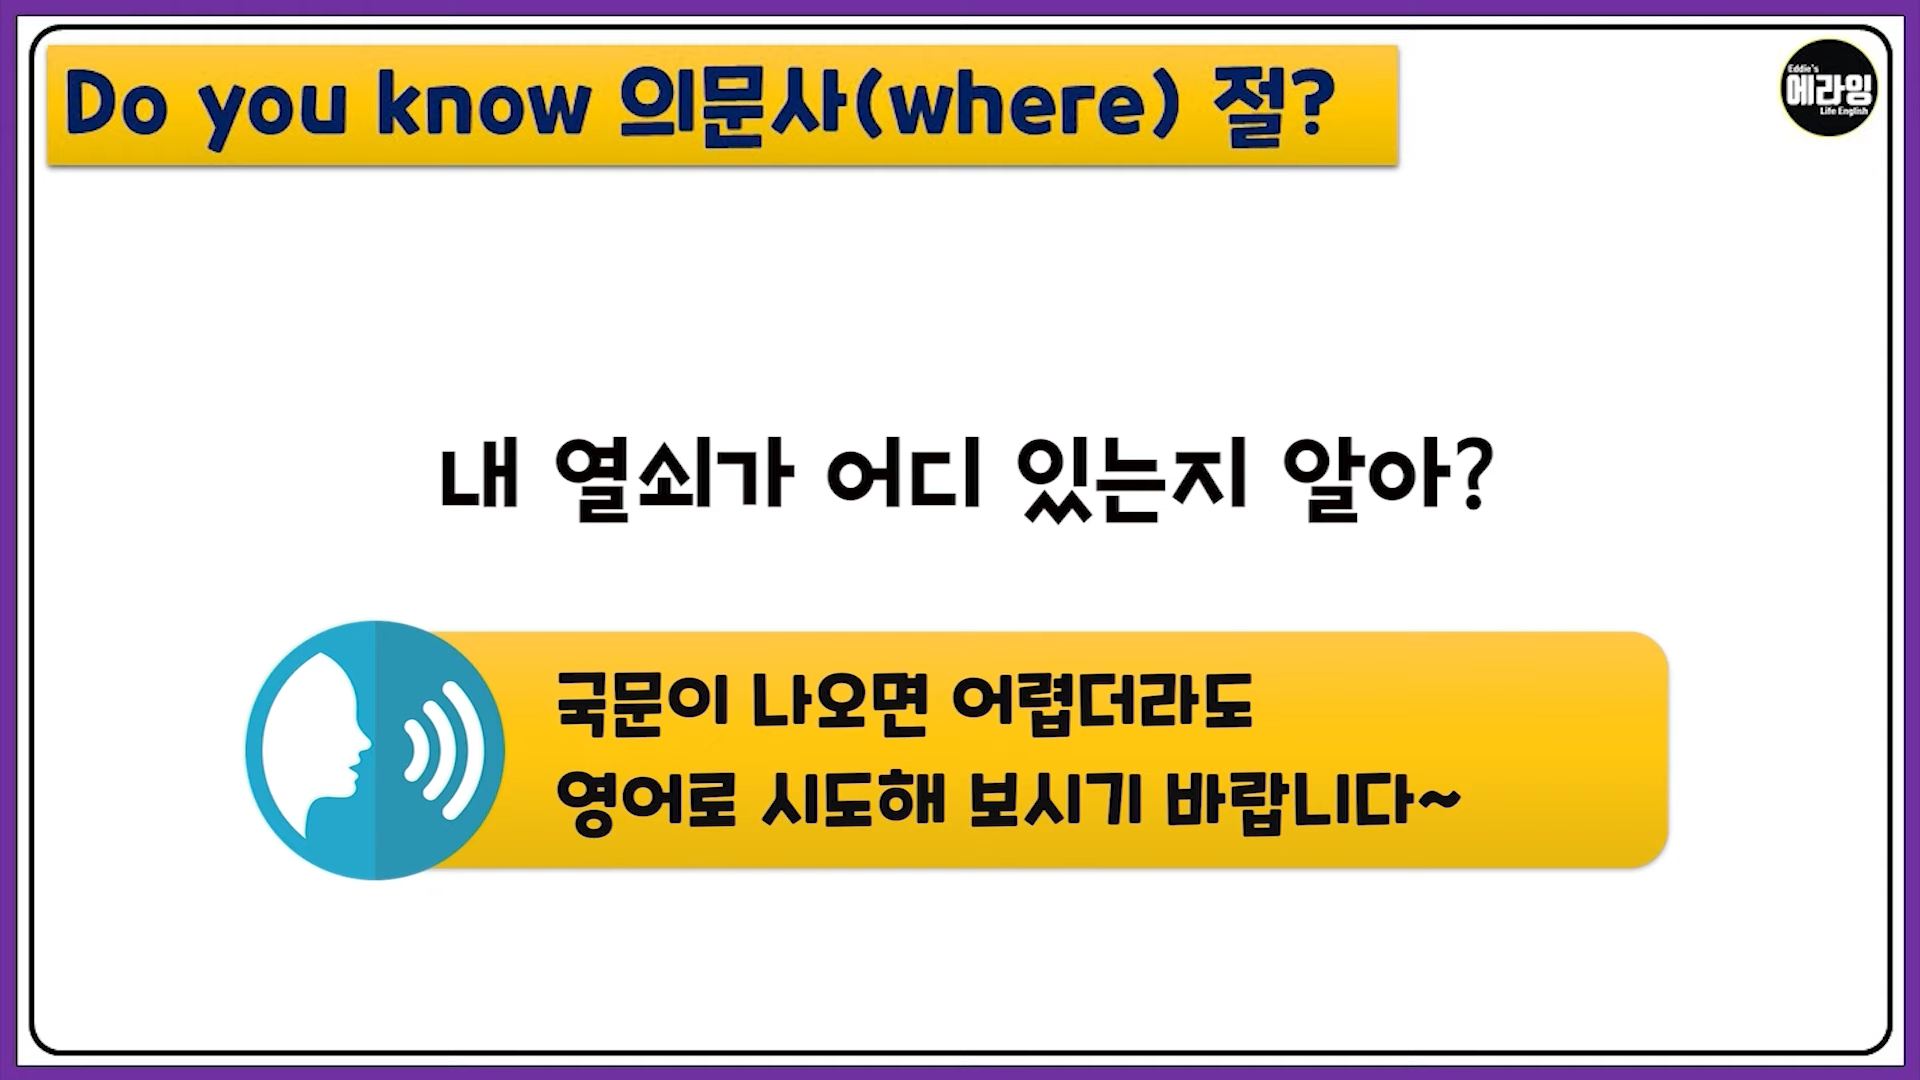 Do you know 의문사(where) 절?
Eddie's
에라잉
Life English
내 열쇠가 어디 있는지 알아?
국문이 나오면 어렵더라도
영어로 시도해 보시기 바랍니다~